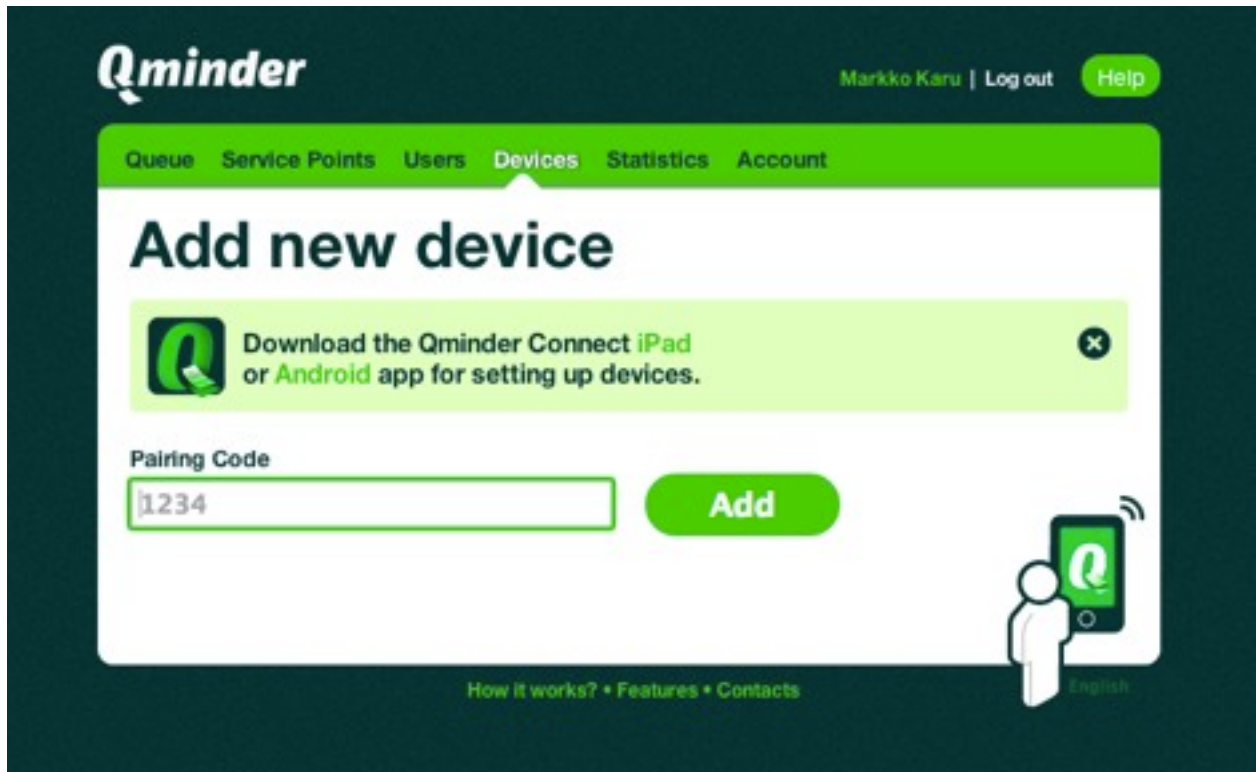 Qminder
Markko Karu | Log out Help
Queue Service Points Users Devices Statistics Account
Add new device
Download the Qminder Connect iPad
or Android app for setting up devices.
Pairing Code
1234 Add
How it works? • Features • Contacts English